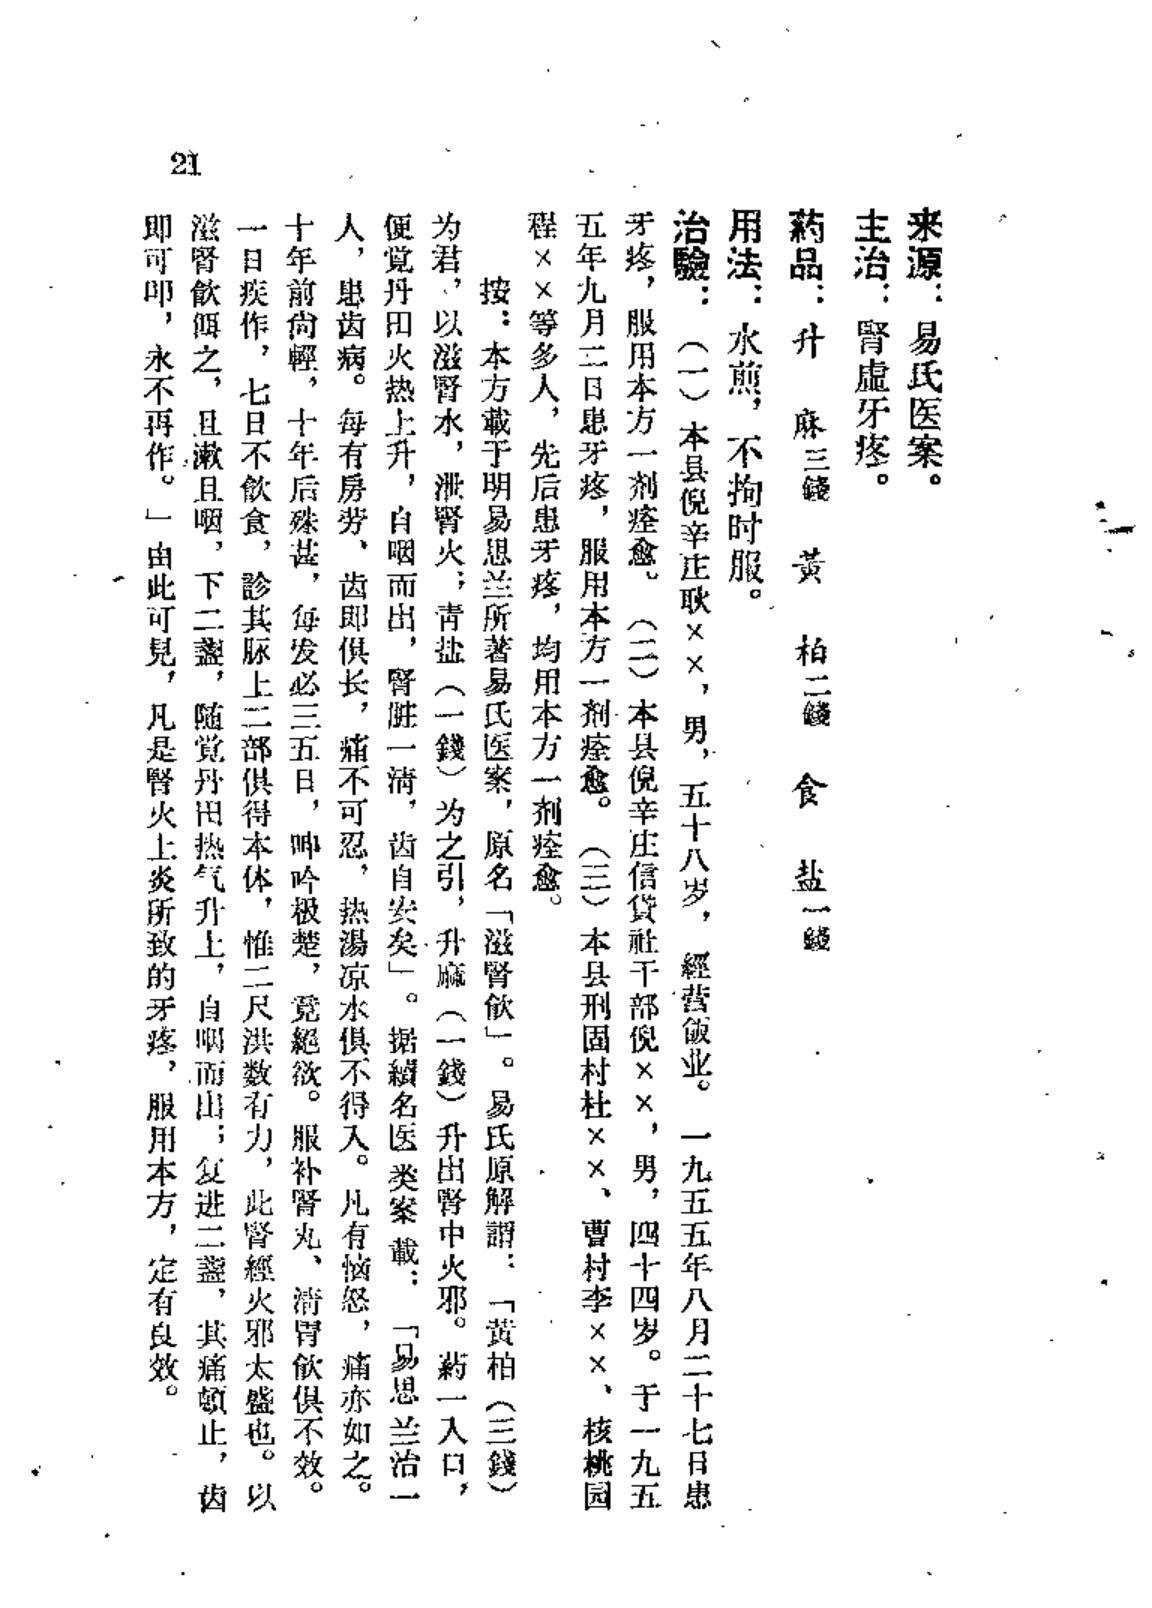 来源：易氏医案。
主治：腎虛牙疼。
葯品：升麻三錢 黃柏二錢 食盐一錢
用法：水煎，不拘时服。
治驗：（一）本县倪辛庄耿××，男，五十八岁，經营飯业。一九五五年八月二十七日患
牙疼，服用本方一剂痊愈。（二）本县倪辛庄信貸社干部倪××，男，四十四岁。于一九五
五年九月二日患牙疼，服用本方一剂痊愈。（三）本县刑固村杜××、曹村李××、核桃园
程××等多人，先后患牙疼，均用本方一剂痊愈。
按：本方載于明易思兰所著易氏医案，原名「滋腎飮」。易氏原解謂：「黃柏（三錢）
为君，以滋腎水，泄腎火；青盐（一錢）为之引，升麻（一錢）升出腎中火邪。葯一入口，
便覚丹田火热上升，自咽而出，腎脏一清，齿自安矣」。据續名医类案載：「易思兰治一
人，患齿病。每有房劳、齿即俱长，痛不可忍，热湯凉水俱不得入。凡有恼怒，痛亦如之。
十年前尙輕，十年后殊甚，每发必三五日，呻吟极楚，竟絕欲。服补腎丸、清胃飮俱不效。
一日疾作，七日不飮食，診其脉上二部俱得本体，惟二尺洪数有力，此腎經火邪太盛也。以
滋腎飮餌之，且漱且咽，下二盞，随覚丹田热气升上，自咽而出；复进二盞，其痛頓止，齿
即可叩，永不再作。」由此可見，凡是腎火上炎所致的牙疼，服用本方，定有良效。
21